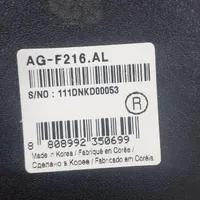 AG-F216.AL
S/NO : 111DNKD00053
R
8 808992 350699
Made in Korea / Fabriqué en Corée /
Сделано в Корее / Fabricado em Coréia